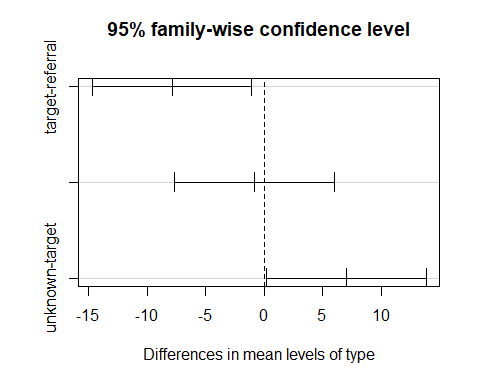 95% family-wise confidence level
target-referral
unknown-target
-15 -10 -5 0 5 10
Differences in mean levels of type